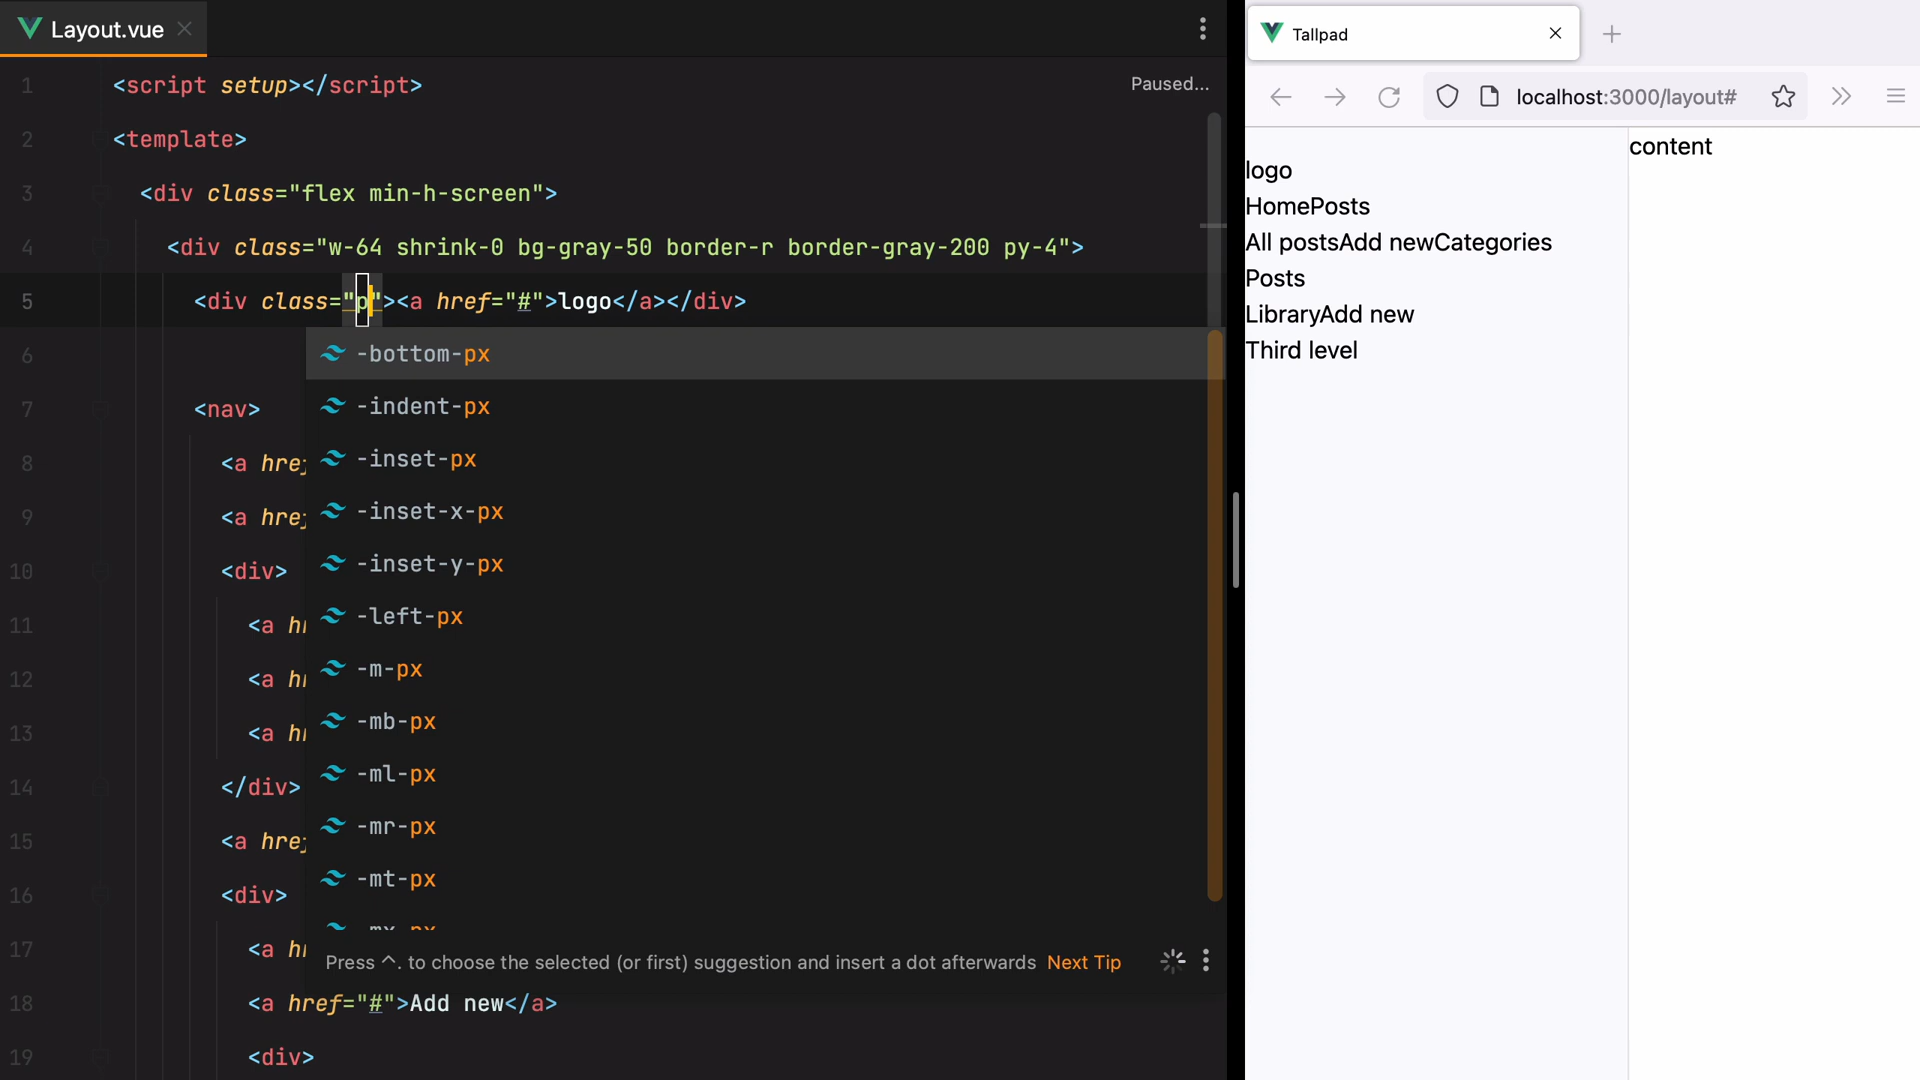 Layout.vue
1 <script setup></script>
Paused...
2 <template>
3 <div class="flex min-h-screen">
4 <div class="w-64 shrink-0 bg-gray-50 border-r border-gray-200 py-4">
5 <div class="p"><a href="#">logo</a></div>
6
7 <nav>
8 <a href
9 <a href
10 <div>
11 <a h
12 <a h
13 <a h
14 </div>
15 <a href
16 <div>
17 <a h
18 <a href="#">Add new</a>
19 <div>
-bottom-px
-indent-px
-inset-px
-inset-x-px
-inset-y-px
-left-px
-m-px
-mb-px
-ml-px
-mr-px
-mt-px
-mx-px
Press ^. to choose the selected (or first) suggestion and insert a dot afterwards Next Tip
Tallpad
localhost:3000/layout#
logo
HomePosts
All postsAdd newCategories
Posts
LibraryAdd new
Third level
content